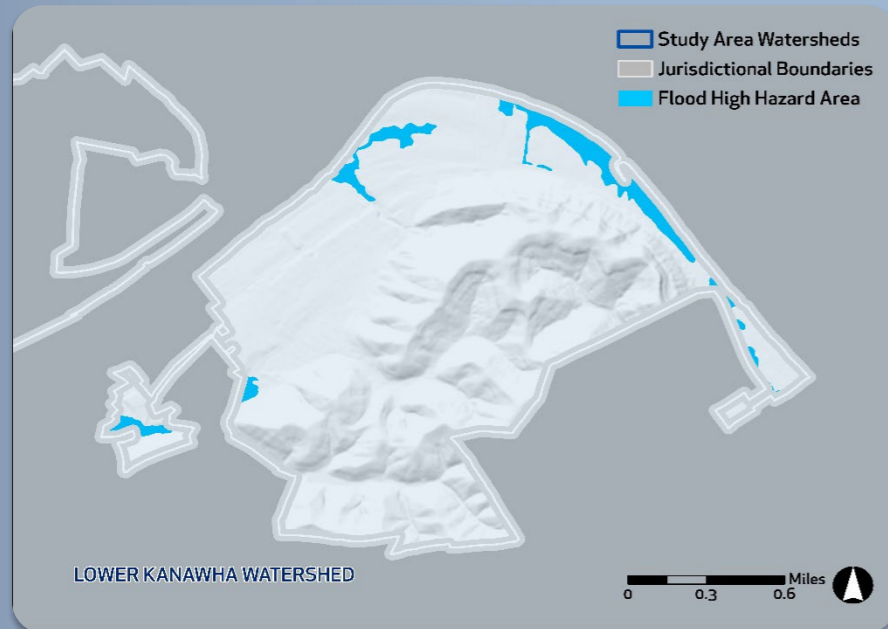 Study Area Watersheds
Jurisdictional Boundaries
Flood High Hazard Area
LOWER KANAWHA WATERSHED
Miles
0 0.3 0.6